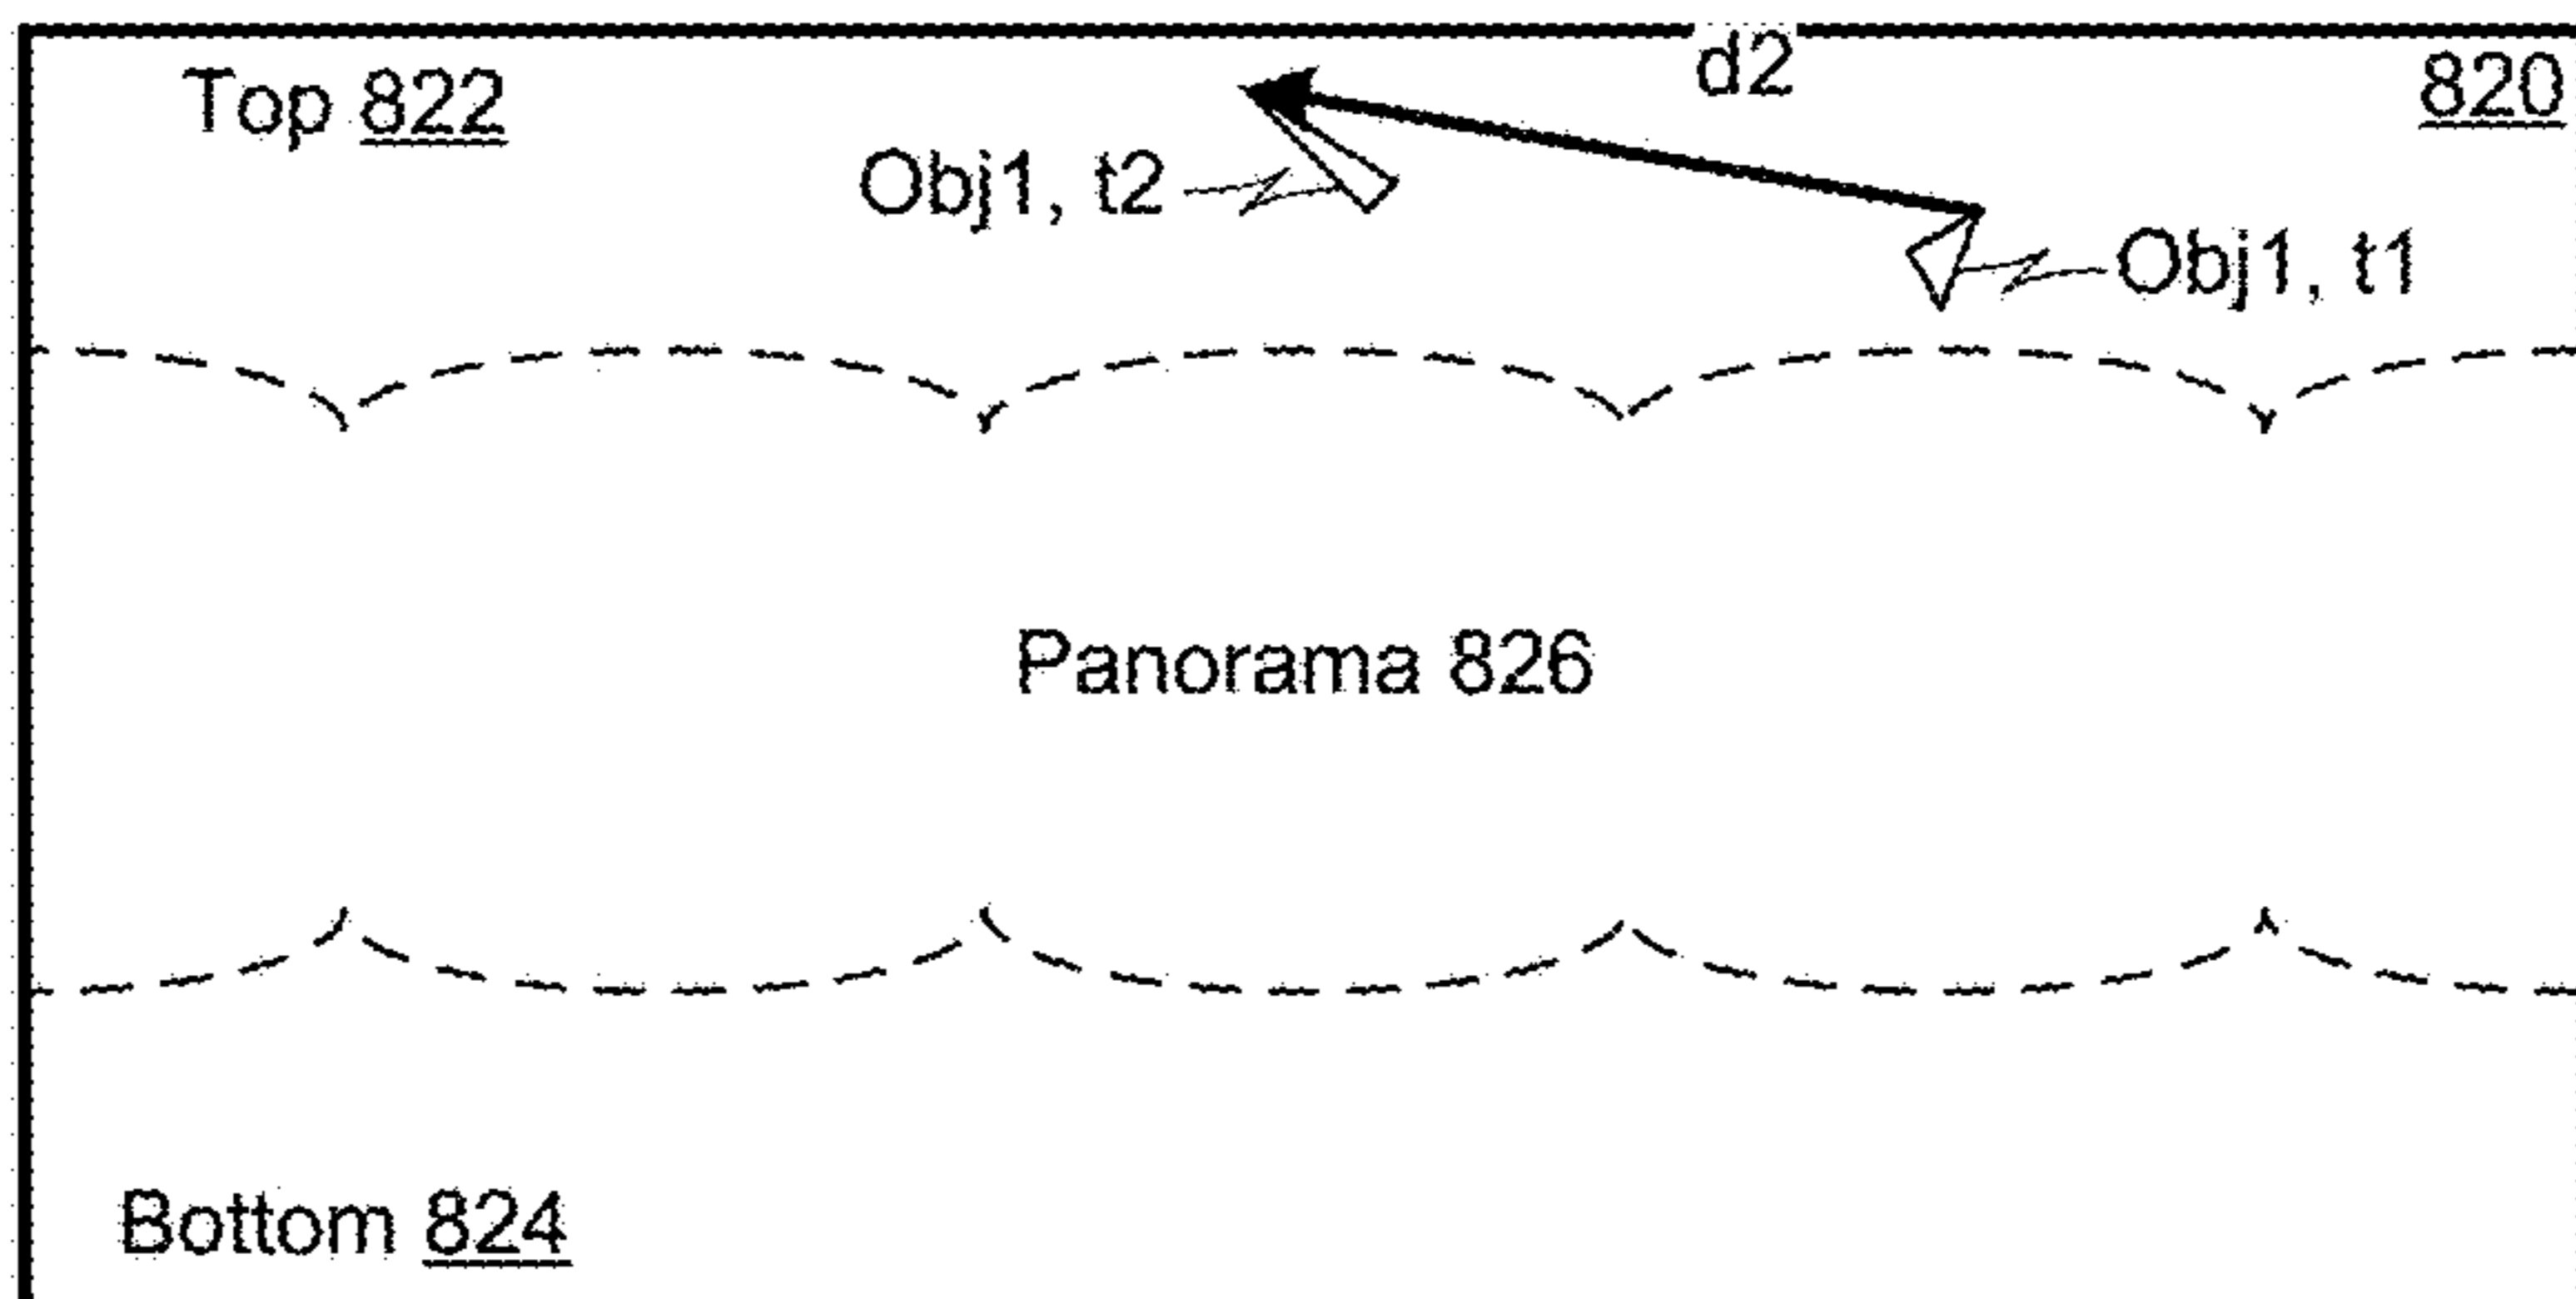 d2
Top 822
820
Obj1, t2
Obj1, t1
Panorama 826
Bottom 824